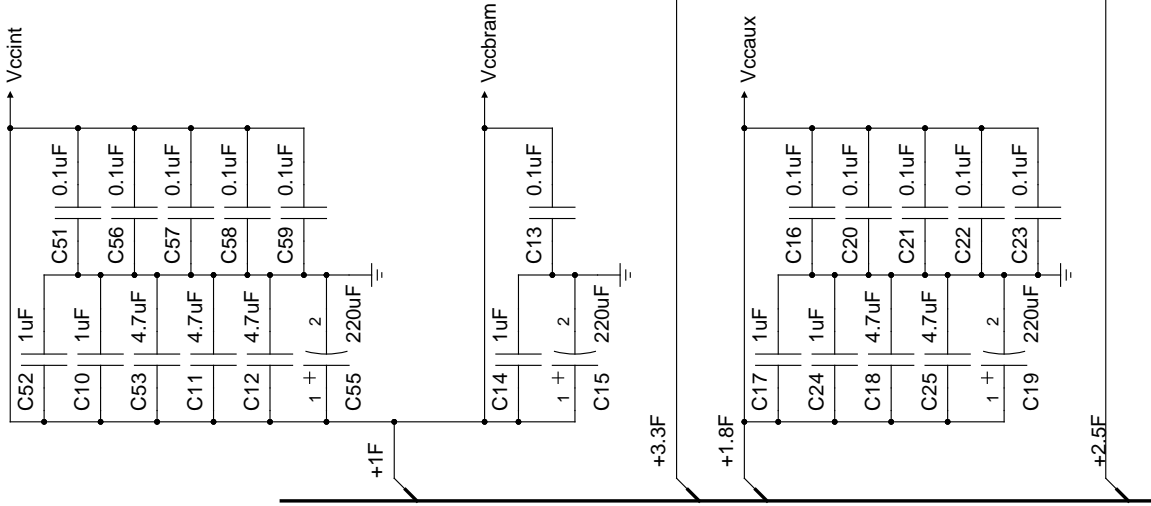 Vccint
C51 0.1uF
C56 0.1uF
C57 0.1uF
C58 0.1uF
C59 0.1uF
C52 1uF
C10 1uF
C53 4.7uF
C11 4.7uF
C12 4.7uF
1 + 2
C55 220uF
+1F
Vccbram
C13 0.1uF
C14 1uF
1 + 2
C15 220uF
+3.3F
Vccaux
C16 0.1uF
C20 0.1uF
C21 0.1uF
C22 0.1uF
C23 0.1uF
C17 1uF
C24 1uF
C18 4.7uF
C25 4.7uF
1 + 2
C19 220uF
+1.8F
+2.5F